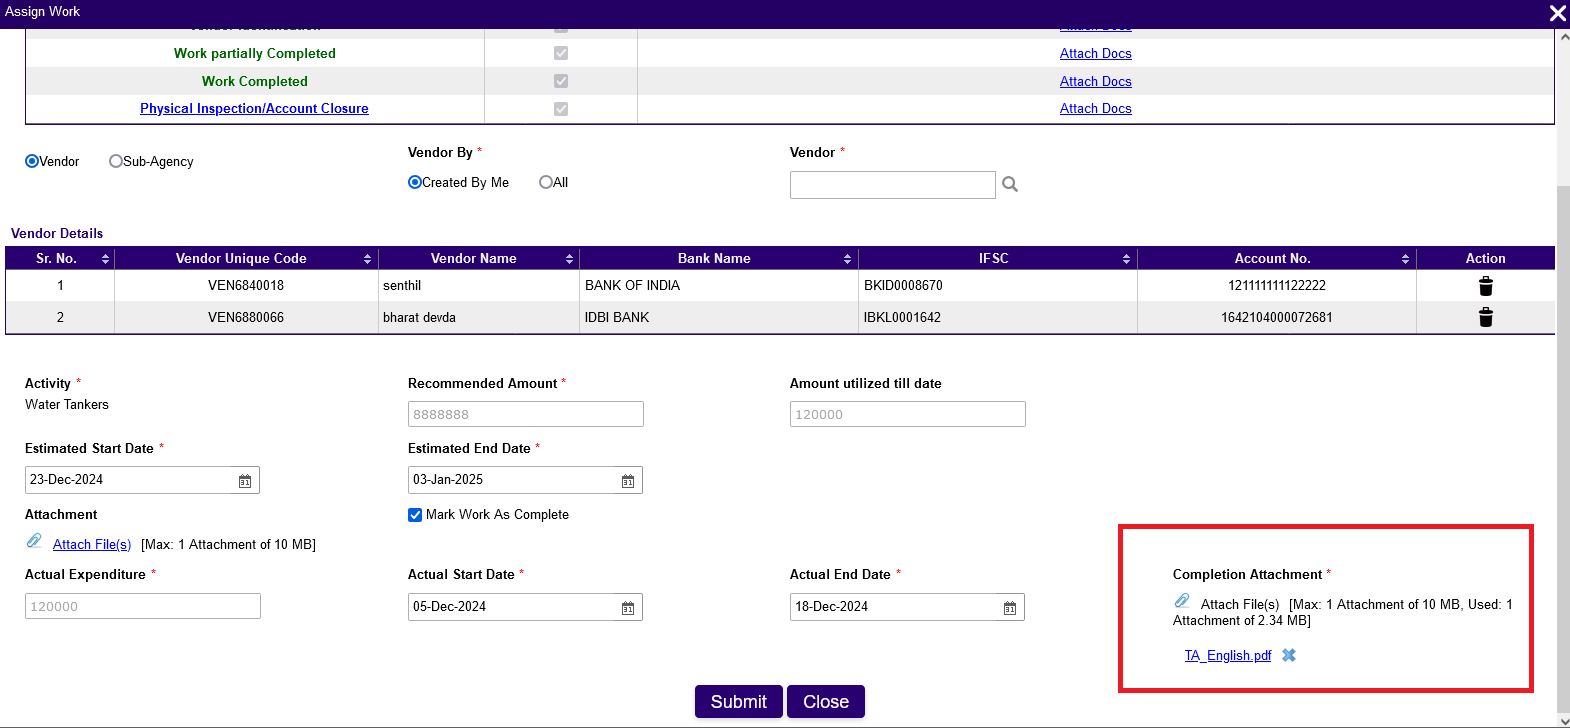 Assign Work
Attach Docs
Work partially Completed Attach Docs
Work Completed Attach Docs
Physical Inspection/Account Closure Attach Docs
Vendor Sub-Agency
Vendor By * Vendor *
Created By Me All
Vendor Details
Sr. No. Vendor Unique Code Vendor Name Bank Name IFSC Account No. Action
1 VEN6840018 senthil BANK OF INDIA BKID0008670 121111111122222
2 VEN6880066 bharat devda IDBI BANK IBKL0001642 1642104000072681
Activity * Recommended Amount * Amount utilized till date
Water Tankers
8888888 120000
Estimated Start Date * Estimated End Date *
23-Dec-2024 03-Jan-2025
Attachment Mark Work As Complete
Attach File(s) [Max: 1 Attachment of 10 MB]
Actual Expenditure * Actual Start Date * Actual End Date * Completion Attachment *
120000 05-Dec-2024 18-Dec-2024 Attach File(s) [Max: 1 Attachment of 10 MB, Used: 1
Attachment of 2.34 MB]
TA_English.pdf
Submit Close